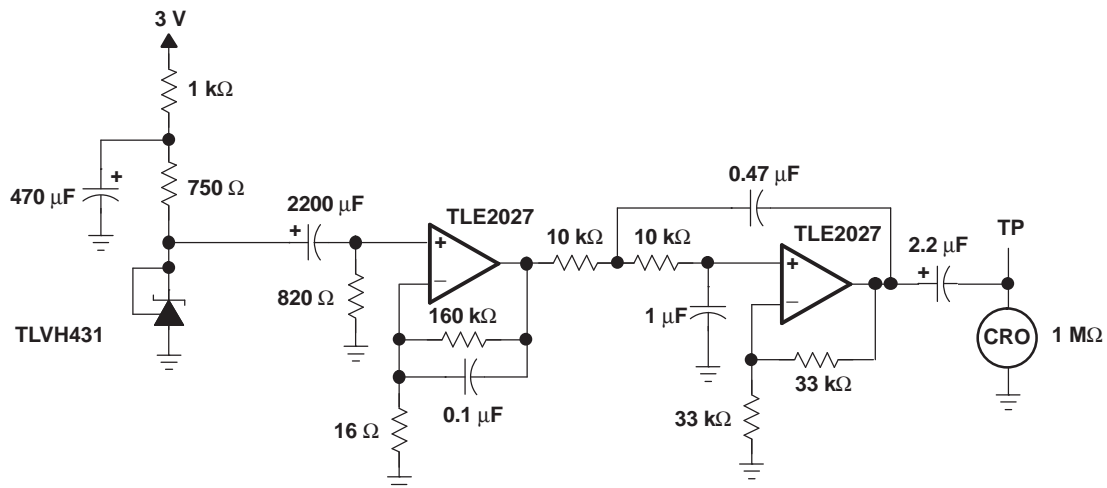 3 V
1 kΩ
470 μF
+
750 Ω
2200 μF
+
820 Ω
TLVH431
TLE2027
+
−
160 kΩ
0.1 μF
16 Ω
10 kΩ
10 kΩ
0.47 μF
1 μF
TLE2027
+
−
33 kΩ
33 kΩ
2.2 μF
+
TP
CRO
1 MΩ